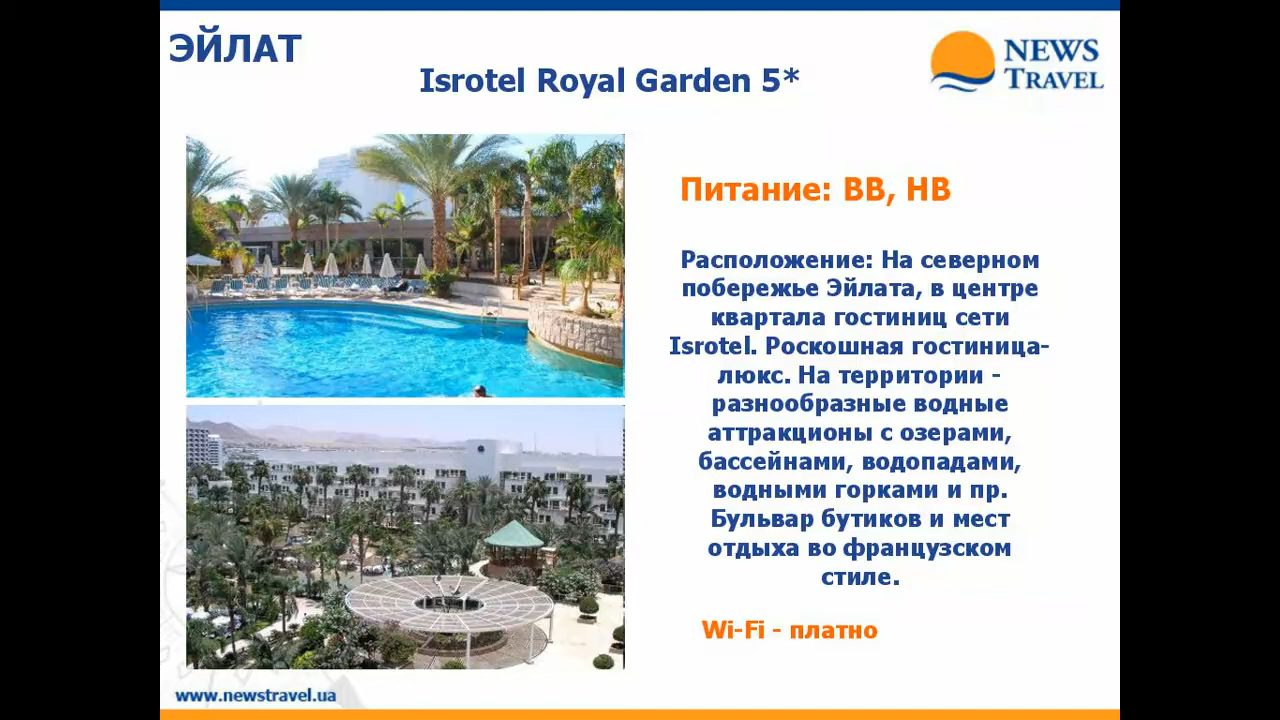 ЭЙЛАТ
Isrotel Royal Garden 5*
NEWS
TRAVEL
Питание: BB, HB
Расположение: На северном
побережье Эйлата, в центре
квартала гостиниц сети
Isrotel. Роскошная гостиница-
люкс. На территории -
разнообразные водные
аттракционы с озерами,
бассейнами, водопадами,
водными горками и пр.
Бульвар бутиков и мест
отдыха во французском
стиле.
Wi-Fi - платно
www.newstravel.ua